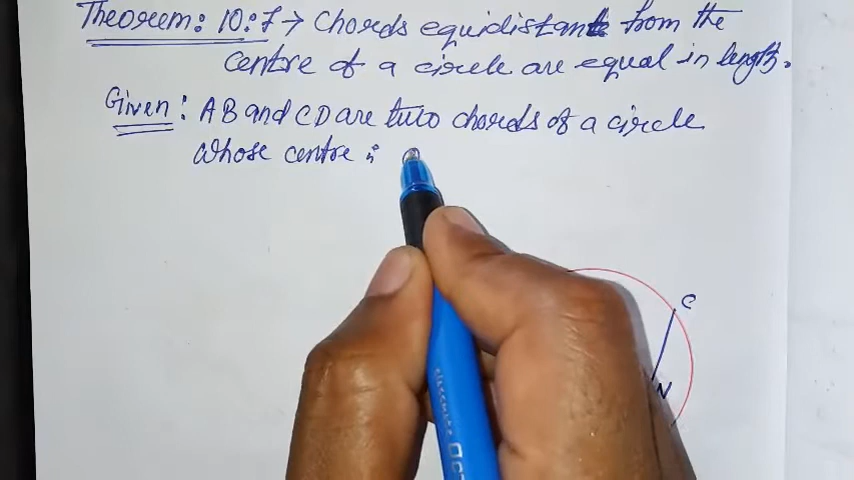 Theorem: 10:7→ Chords equidistant from the
centre of a circle are equal in length.
Given: AB and CD are two chords of a circle
whose centre is
C
N